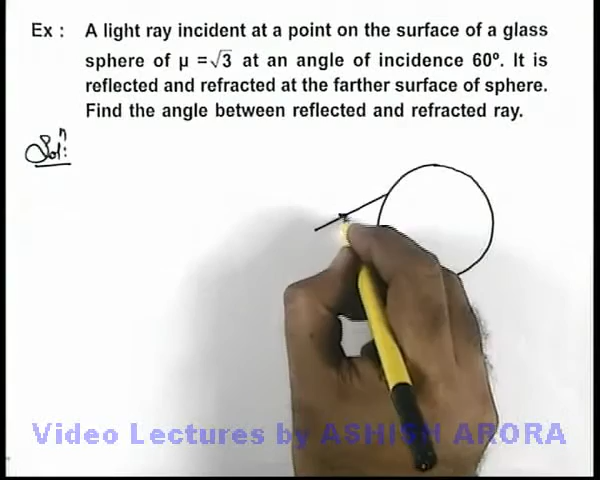 Ex : A light ray incident at a point on the surface of a glass
sphere of μ =√3 at an angle of incidence 60º. It is
reflected and refracted at the farther surface of sphere.
Find the angle between reflected and refracted ray.
Solⁿ:
Video Lectures by ASHISH ARORA